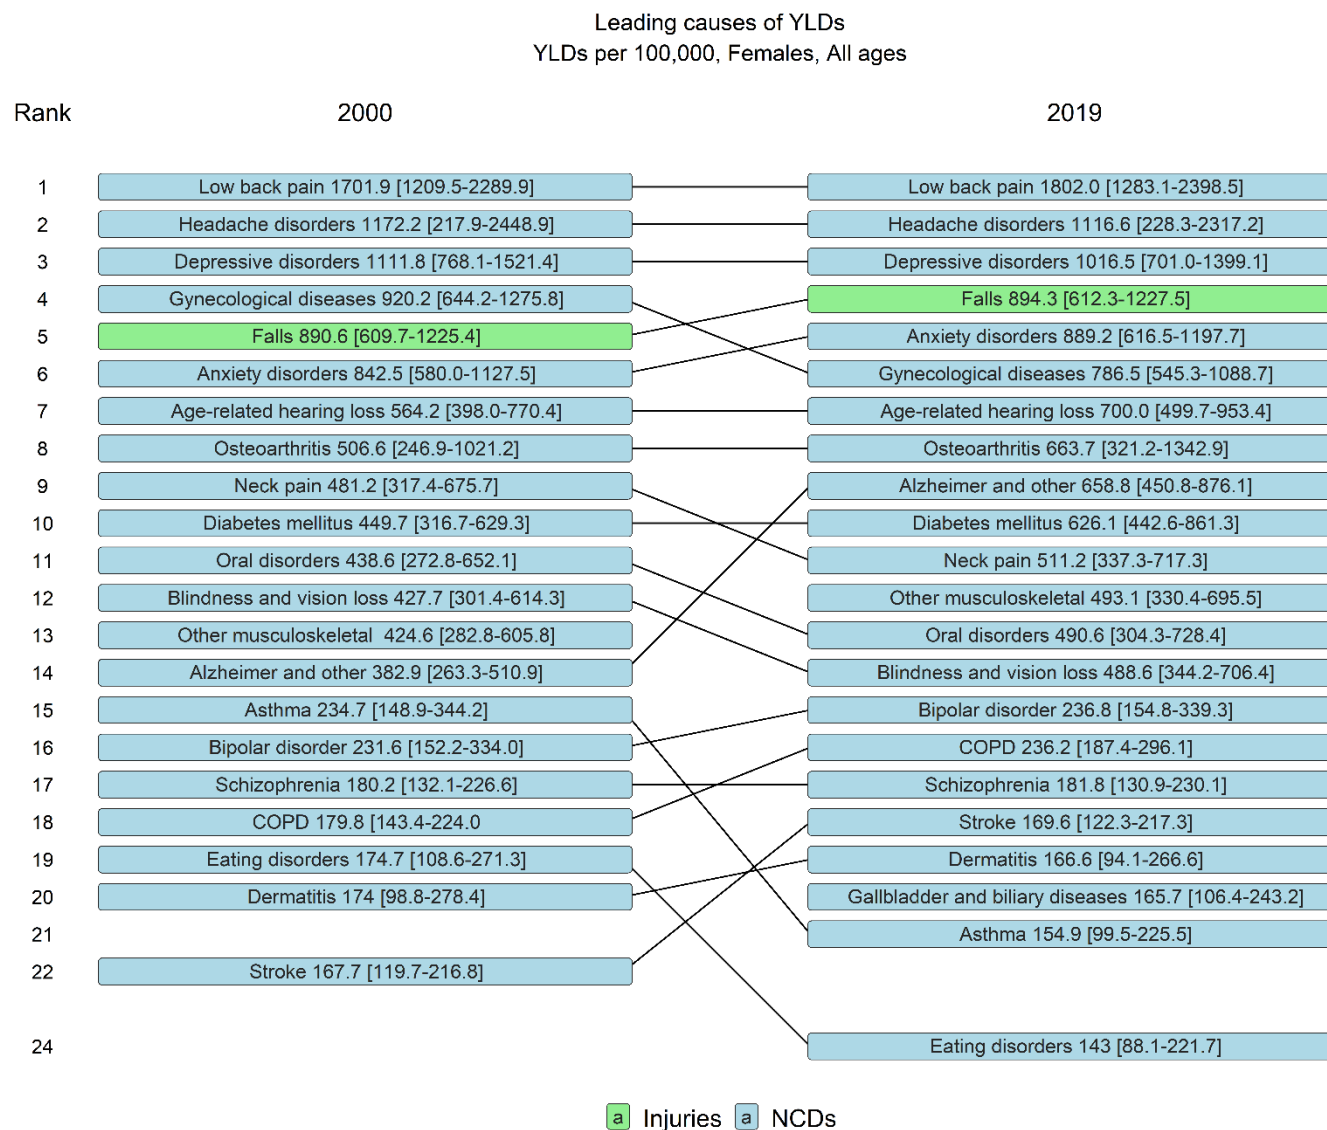 Leading causes of YLDs
YLDs per 100,000, Females, All ages
Rank 2000 2019
1 Low back pain 1701.9 [1209.5-2289.9] Low back pain 1802.0 [1283.1-2398.5]
2 Headache disorders 1172.2 [217.9-2448.9] Headache disorders 1116.6 [228.3-2317.2]
3 Depressive disorders 1111.8 [768.1-1521.4] Depressive disorders 1016.5 [701.0-1399.1]
4 Gynecological diseases 920.2 [644.2-1275.8] Falls 894.3 [612.3-1227.5]
5 Falls 890.6 [609.7-1225.4] Anxiety disorders 889.2 [616.5-1197.7]
6 Anxiety disorders 842.5 [580.0-1127.5] Gynecological diseases 786.5 [545.3-1088.7]
7 Age-related hearing loss 564.2 [398.0-770.4] Age-related hearing loss 700.0 [499.7-953.4]
8 Osteoarthritis 506.6 [246.9-1021.2] Osteoarthritis 663.7 [321.2-1342.9]
9 Neck pain 481.2 [317.4-675.7] Alzheimer and other 658.8 [450.8-876.1]
10 Diabetes mellitus 449.7 [316.7-629.3] Diabetes mellitus 626.1 [442.6-861.3]
11 Oral disorders 438.6 [272.8-652.1] Neck pain 511.2 [337.3-717.3]
12 Blindness and vision loss 427.7 [301.4-614.3] Other musculoskeletal 493.1 [330.4-695.5]
13 Other musculoskeletal 424.6 [282.8-605.8] Oral disorders 490.6 [304.3-728.4]
14 Alzheimer and other 382.9 [263.3-510.9] Blindness and vision loss 488.6 [344.2-706.4]
15 Asthma 234.7 [148.9-344.2] Bipolar disorder 236.8 [154.8-339.3]
16 Bipolar disorder 231.6 [152.2-334.0] COPD 236.2 [187.4-296.1]
17 Schizophrenia 180.2 [132.1-226.6] Schizophrenia 181.8 [130.9-230.1]
18 COPD 179.8 [143.4-224.0 Stroke 169.6 [122.3-217.3]
19 Eating disorders 174.7 [108.6-271.3] Dermatitis 166.6 [94.1-266.6]
20 Dermatitis 174 [98.8-278.4] Gallbladder and biliary diseases 165.7 [106.4-243.2]
21 Asthma 154.9 [99.5-225.5]
22 Stroke 167.7 [119.7-216.8]
24 Eating disorders 143 [88.1-221.7]
a Injuries a NCDs